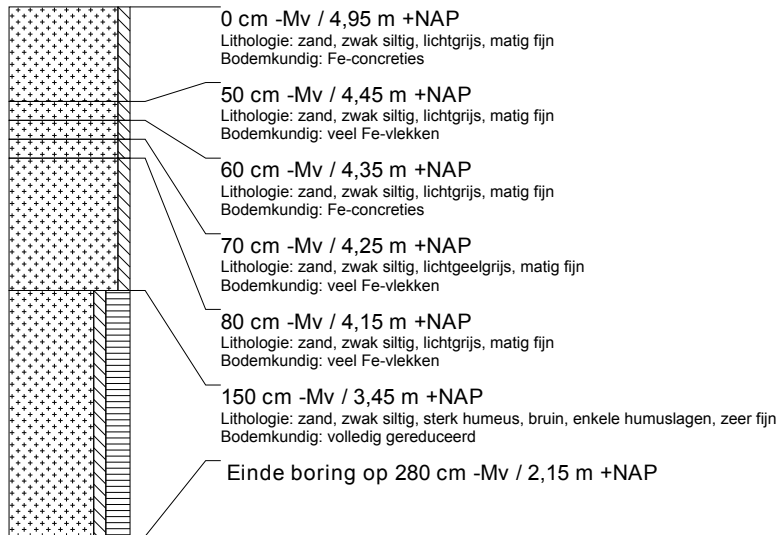 0 cm -Mv / 4,95 m +NAP
Lithologie: zand, zwak siltig, lichtgrijs, matig fijn
Bodemkundig: Fe-concreties
50 cm -Mv / 4,45 m +NAP
Lithologie: zand, zwak siltig, lichtgrijs, matig fijn
Bodemkundig: veel Fe-vlekken
60 cm -Mv / 4,35 m +NAP
Lithologie: zand, zwak siltig, lichtgrijs, matig fijn
Bodemkundig: Fe-concreties
70 cm -Mv / 4,25 m +NAP
Lithologie: zand, zwak siltig, lichtgeelgrijs, matig fijn
Bodemkundig: veel Fe-vlekken
80 cm -Mv / 4,15 m +NAP
Lithologie: zand, zwak siltig, lichtgrijs, matig fijn
Bodemkundig: veel Fe-vlekken
150 cm -Mv / 3,45 m +NAP
Lithologie: zand, zwak siltig, sterk humeus, bruin, enkele humuslagen, zeer fijn
Bodemkundig: volledig gereduceerd
Einde boring op 280 cm -Mv / 2,15 m +NAP